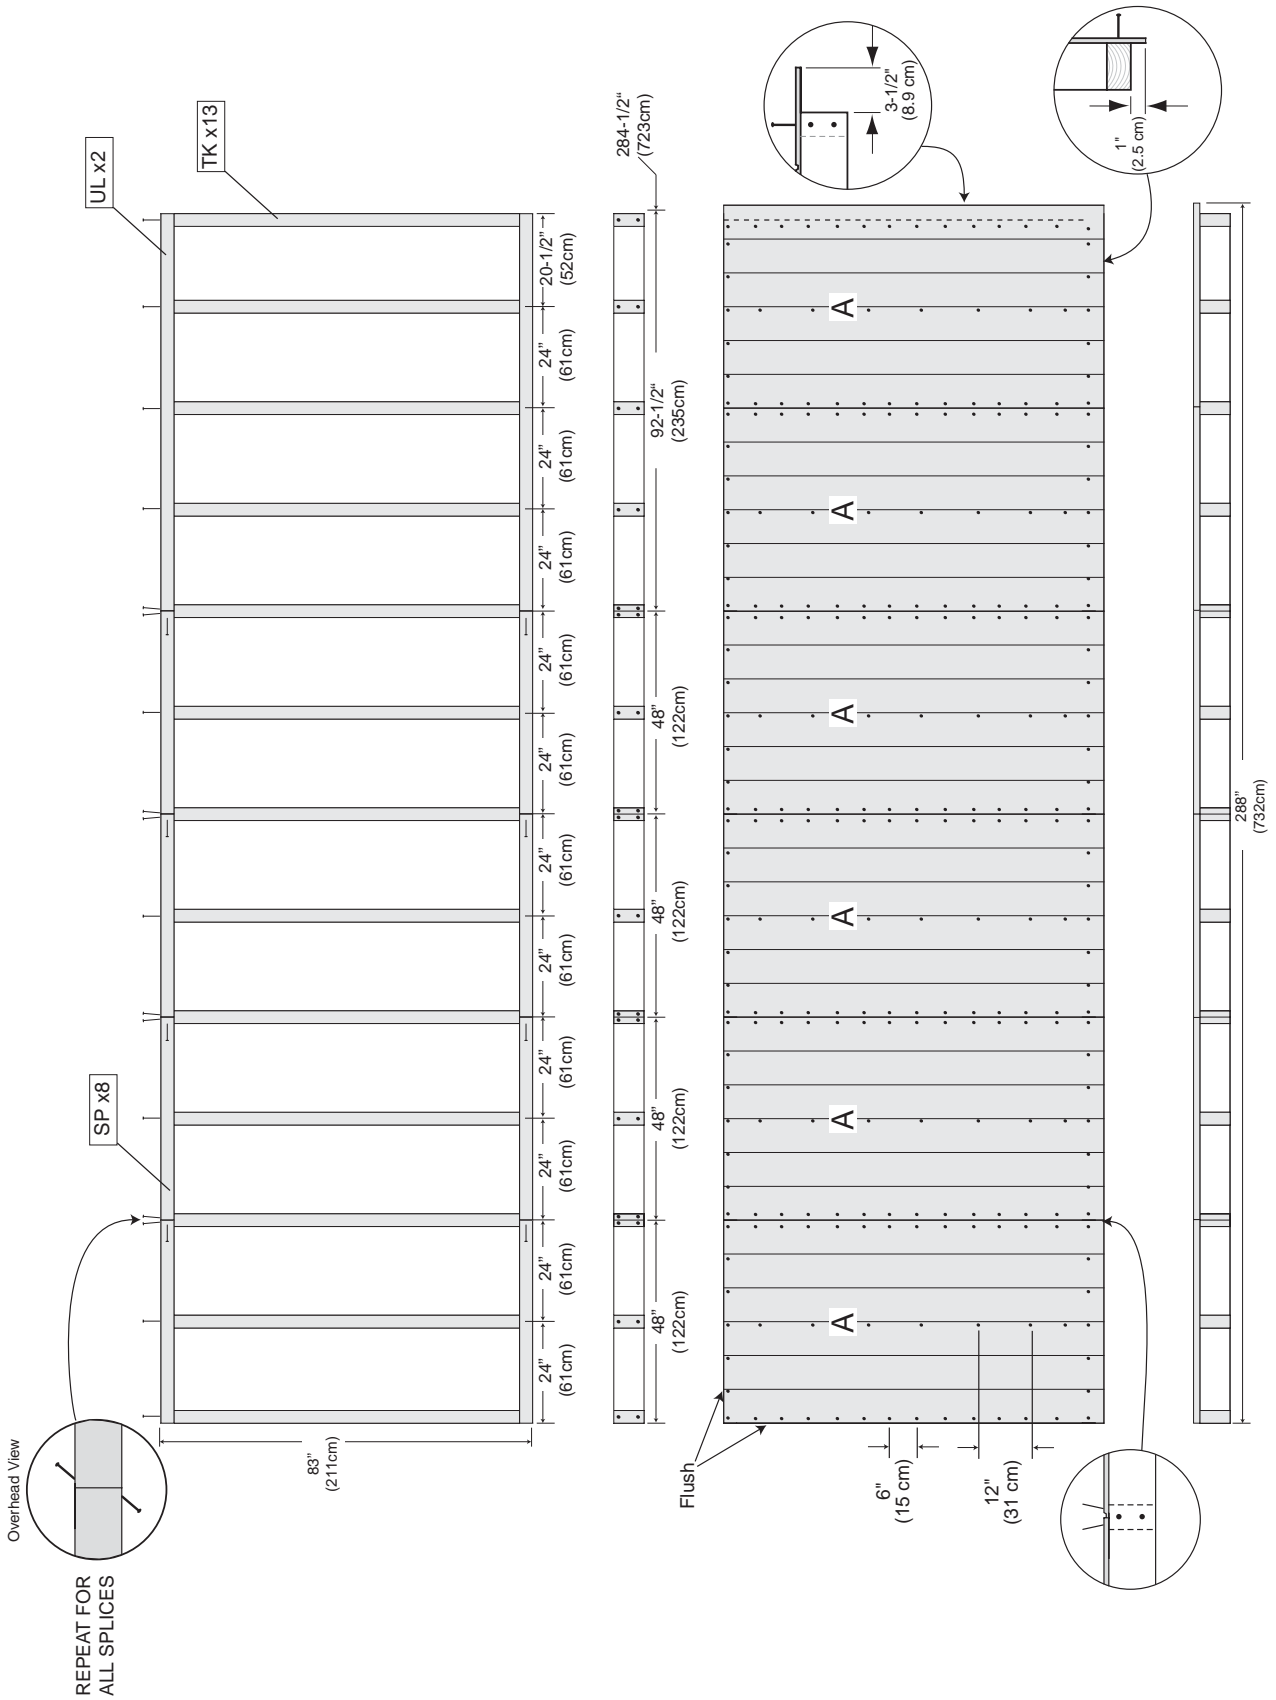 Overhead View
REPEAT FOR
ALL SPLICES
SP x8
UL x2
TK x13
83"
(211cm)
24"
(61cm)
24"
(61cm)
24"
(61cm)
24"
(61cm)
24"
(61cm)
24"
(61cm)
24"
(61cm)
24"
(61cm)
24"
(61cm)
24"
(61cm)
24"
(61cm)
20-1/2"
(52cm)
48"
(122cm)
48"
(122cm)
48"
(122cm)
48"
(122cm)
92-1/2"
(235cm)
284-1/2"
(723cm)
Flush
A
A
A
A
A
A
3-1/2"
(8.9 cm)
6"
(15 cm)
12"
(31 cm)
1"
(2.5 cm)
288"
(732cm)